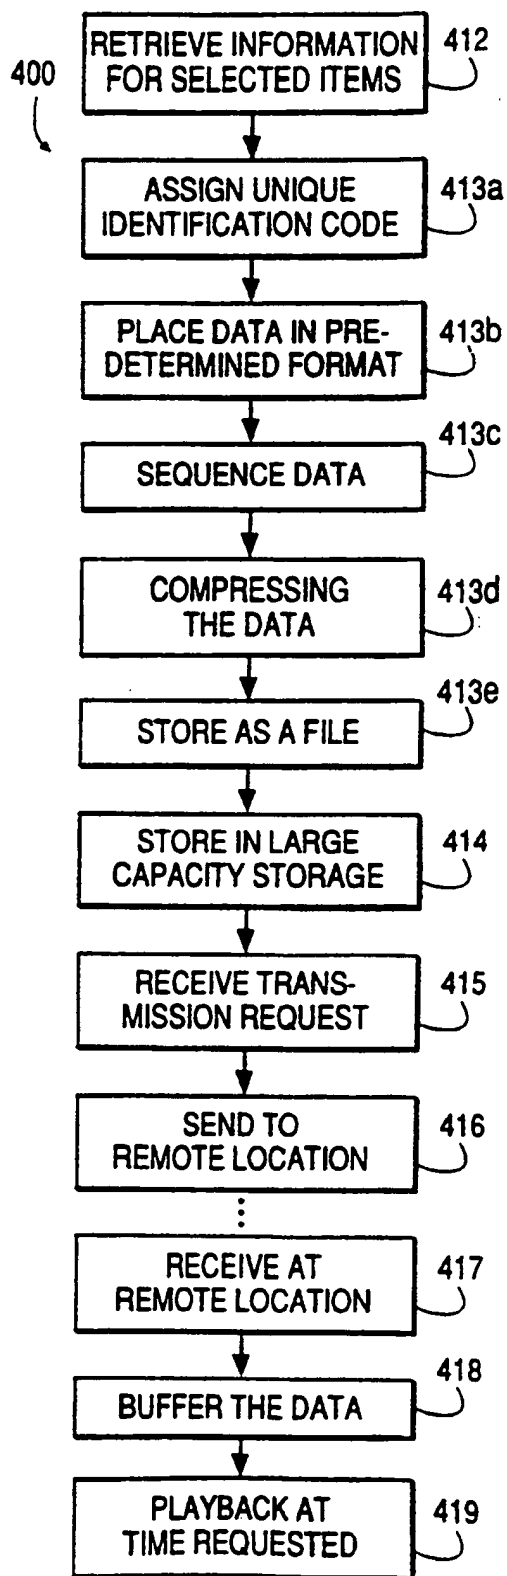 400
RETRIEVE INFORMATION
FOR SELECTED ITEMS
412
ASSIGN UNIQUE
IDENTIFICATION CODE
413a
PLACE DATA IN PRE-
DETERMINED FORMAT
413b
SEQUENCE DATA
413c
COMPRESSING
THE DATA
413d
STORE AS A FILE
413e
STORE IN LARGE
CAPACITY STORAGE
414
RECEIVE TRANS-
MISSION REQUEST
415
SEND TO
REMOTE LOCATION
416
RECEIVE AT
REMOTE LOCATION
417
BUFFER THE DATA
418
PLAYBACK AT
TIME REQUESTED
419